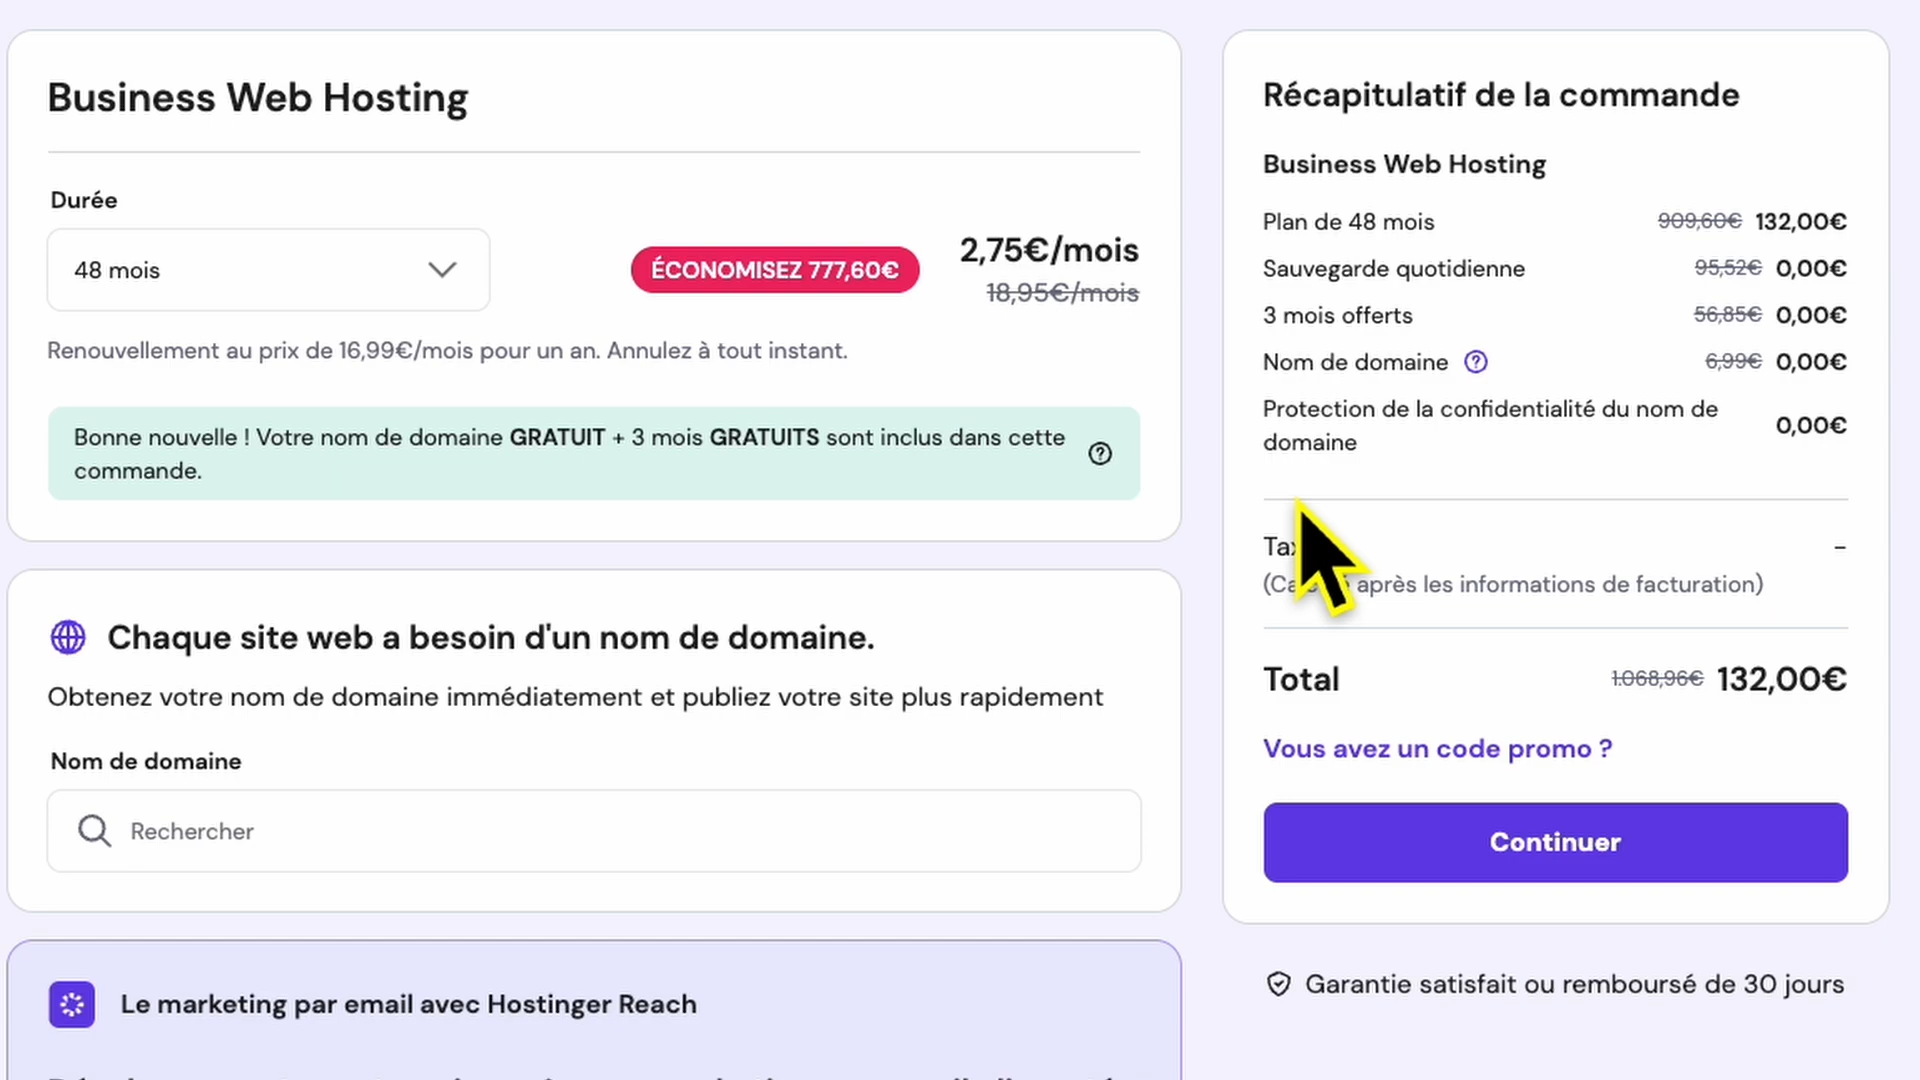 Business Web Hosting
Durée
48 mois
ÉCONOMISEZ 777,60€
2,75€/mois
18,95€/mois
Renouvellement au prix de 16,99€/mois pour un an. Annulez à tout instant.
Bonne nouvelle ! Votre nom de domaine GRATUIT + 3 mois GRATUITS sont inclus dans cette
commande.
Chaque site web a besoin d'un nom de domaine.
Obtenez votre nom de domaine immédiatement et publiez votre site plus rapidement
Nom de domaine
Rechercher
Le marketing par email avec Hostinger Reach
Récapitulatif de la commande
Business Web Hosting
Plan de 48 mois 909,60€ 132,00€
Sauvegarde quotidienne 95,52€ 0,00€
3 mois offerts 56,85€ 0,00€
Nom de domaine 6,99€ 0,00€
Protection de la confidentialité du nom de
domaine 0,00€
–
après les informations de facturation)
Total 1.068,96€ 132,00€
Vous avez un code promo ?
Continuer
Garantie satisfait ou remboursé de 30 jours